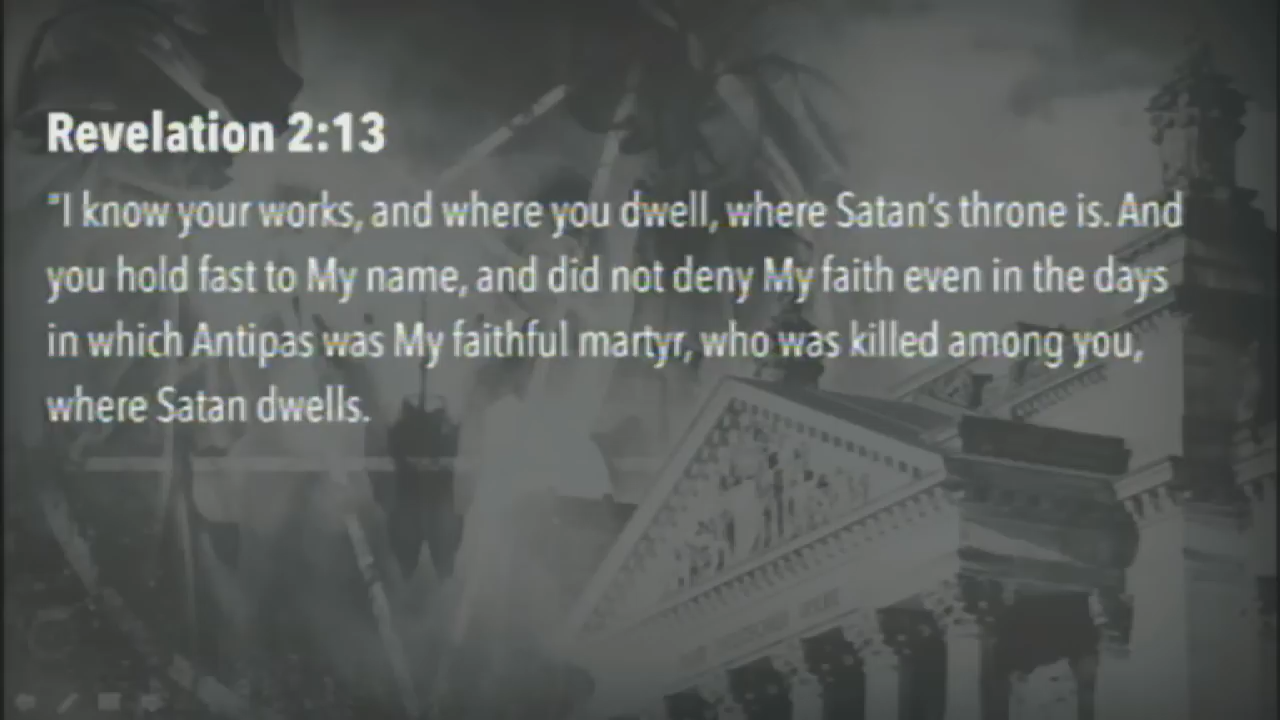 Revelation 2:13
"I know your works, and where you dwell, where Satan's throne is. And
you hold fast to My name, and did not deny My faith even in the days
in which Antipas was My faithful martyr, who was killed among you,
where Satan dwells.